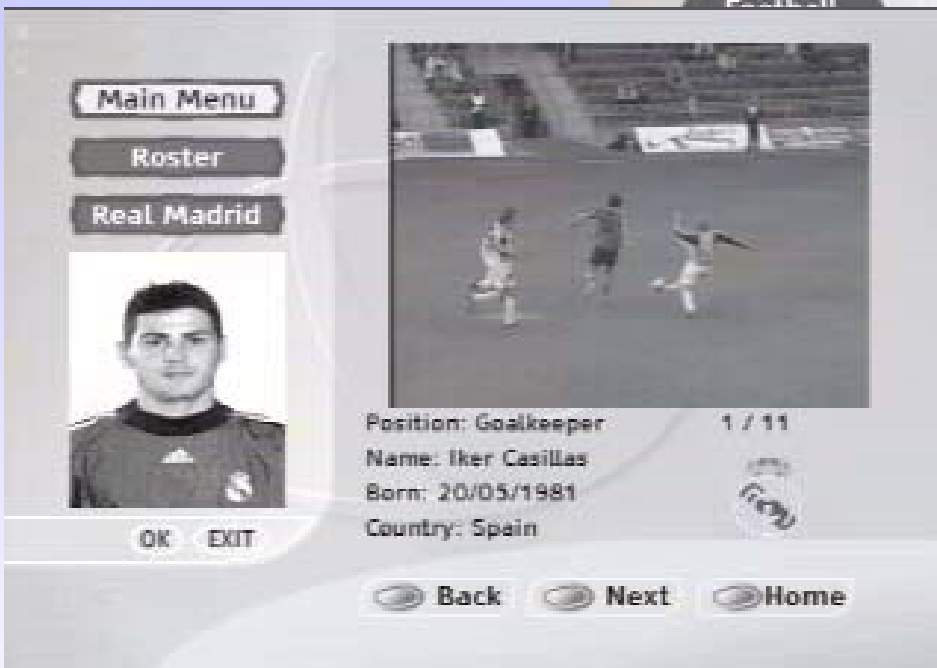 Main Menu
Roster
Real Madrid
Position: Goalkeeper
1 / 11
Name: Iker Casillas
Born: 20/05/1981
Country: Spain
OK EXIT
Back Next Home